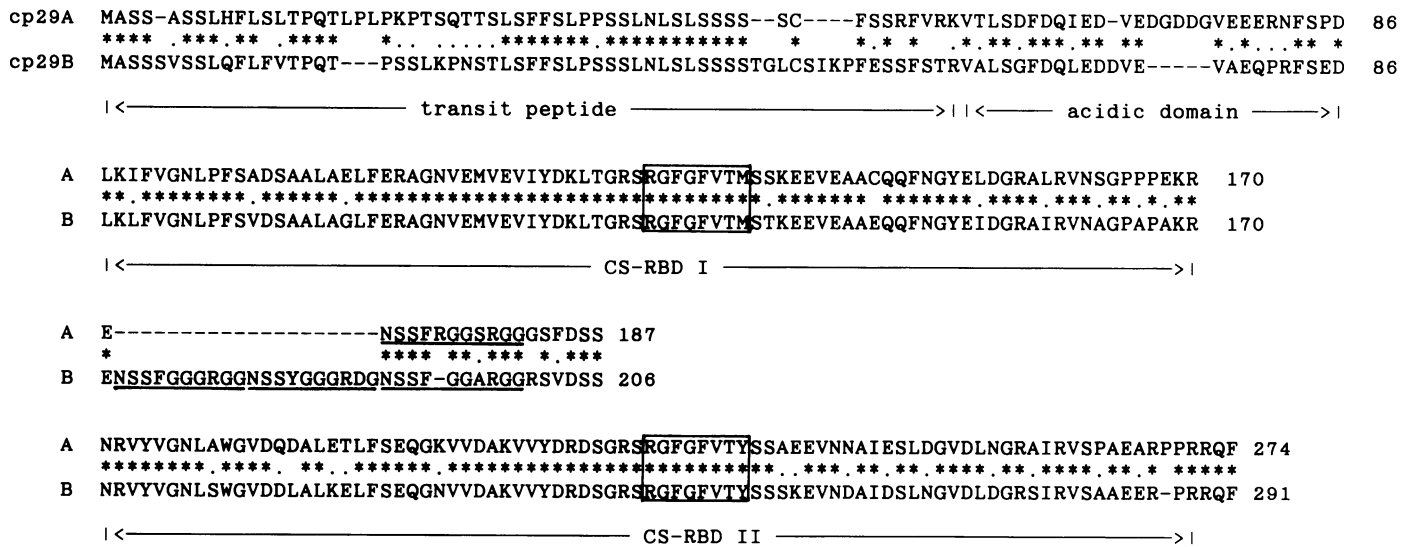 cp29A MASS-ASSLHFLSLTPQTLPLPKPTSQTTSLSFFSLPPSSLNLSLSSSS--SC----FSSRFVRKVTLSDFDQIED-VEDGDDGVEEERNFSPD 86
**** .***.** **** *.. ....******.************ * *.* * *. .**.***.** ** *.*...** *
cp29B MASSSVSSLQFLFVTPQT---PSSLKPNSTLSFFSLPSSSLNLSLSSSSTGLCSIKPFESSFSTRVALSGFDQLEDDVE-----VAEQPRFSED 86
|<———— transit peptide ————>||<—— acidic domain ——>|
A LKIFVGNLPFSADSAALAELFERAGNVEMVEVIYDKLTGRSRGFGFVTMSSKEEVEAACQQFNGYELDGRALRVNSGPPPEKR 170
**.********.******.****************************** .******* *******.****.****.**.*.**
B LKLFVGNLPFSVDSAALAGLFERAGNVEMVEVIYDKLTGRSRGFGFVTMSTKEEVEAAEQQFNGYEIDGRAIRVNAGPAPAKR 170
|<———— CS-RBD I ————>|
A E---------------------NSSFRGGSRGGGSFDSS 187
* **** **.*** *.***
B ENSSFGGGRGGNSSYGGGRDGNSSF-GGARGGRSVDSS 206
A NRVYVGNLAWGVDQDALETLFSEQGKVVDAKVVYDRDSGRSRGFGFVTYSSAEEVNNAIESLDGVDLNGRAIRVSPAEARPPRRQF 274
********.****. **..******.*************************..***.**.**.****.**.****.**.* *****
B NRVYVGNLSWGVDDLALKELFSEQGNVVDAKVVYDRDSGRSRGFGFVTYSSSKEVNDAIDSLNGVDLDGRSIRVSAAEER-PRRQF 291
|<———— CS-RBD II ————>|